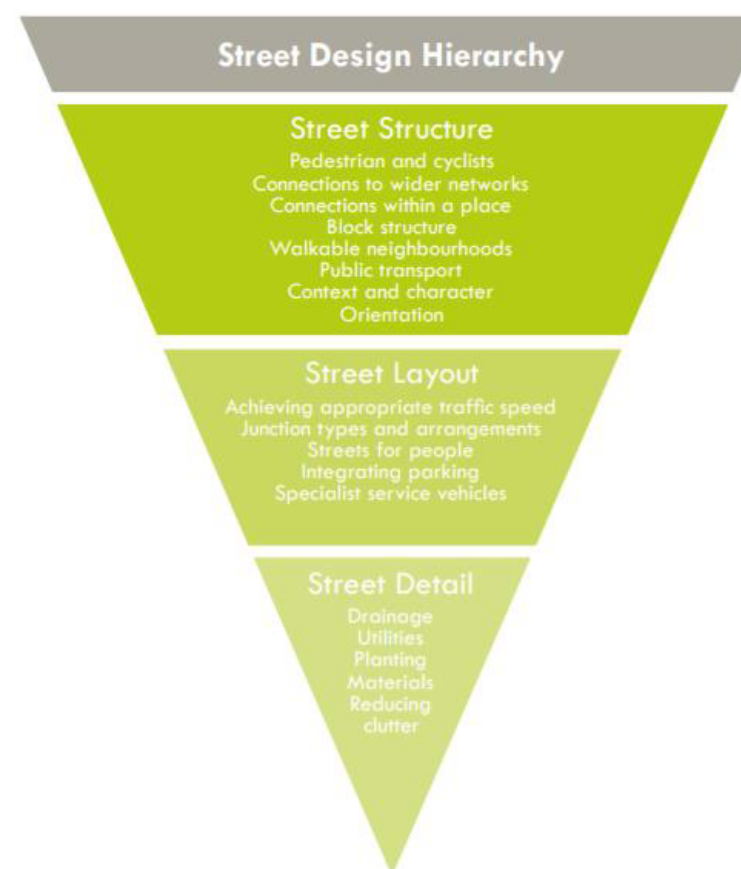 Street Design Hierarchy
Street Structure
Pedestrian and cyclists
Connections to wider networks
Connections within a place
Block structure
Walkable neighbourhoods
Public transport
Context and character
Orientation
Street Layout
Achieving appropriate traffic speed
Junction types and arrangements
Streets for people
Integrating parking
Specialist service vehicles
Street Detail
Drainage
Utilities
Planting
Materials
Reducing
clutter